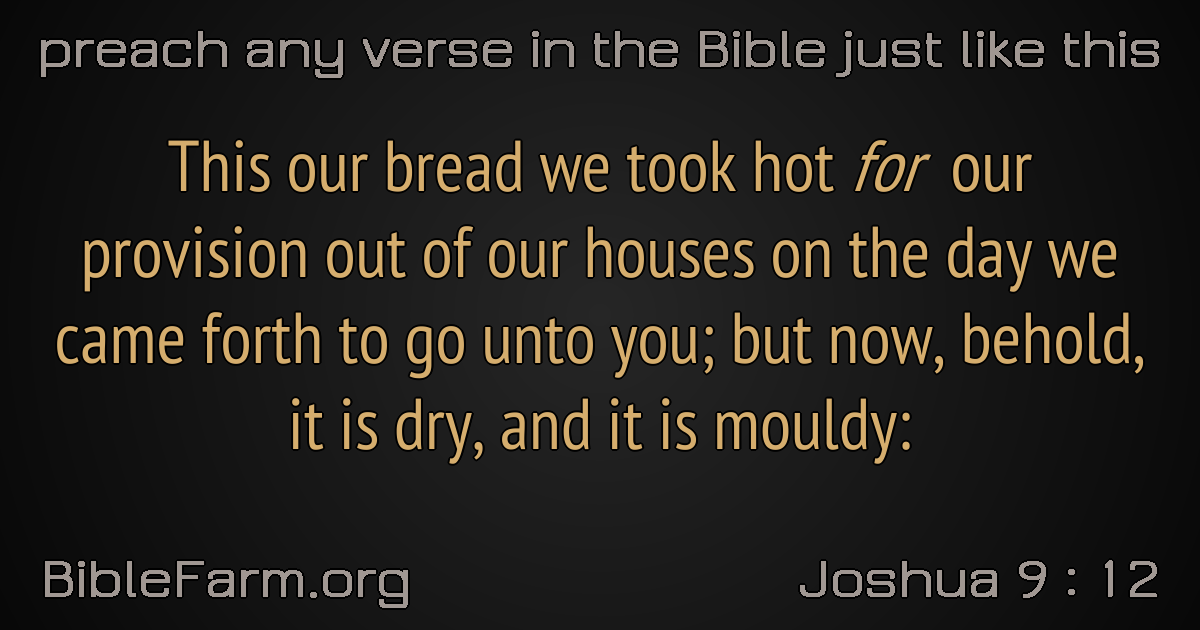 preach any verse in the Bible just like this
This our bread we took hot for our
provision out of our houses on the day we
came forth to go unto you; but now, behold,
it is dry, and it is mouldy:
BibleFarm.org
Joshua 9 : 12